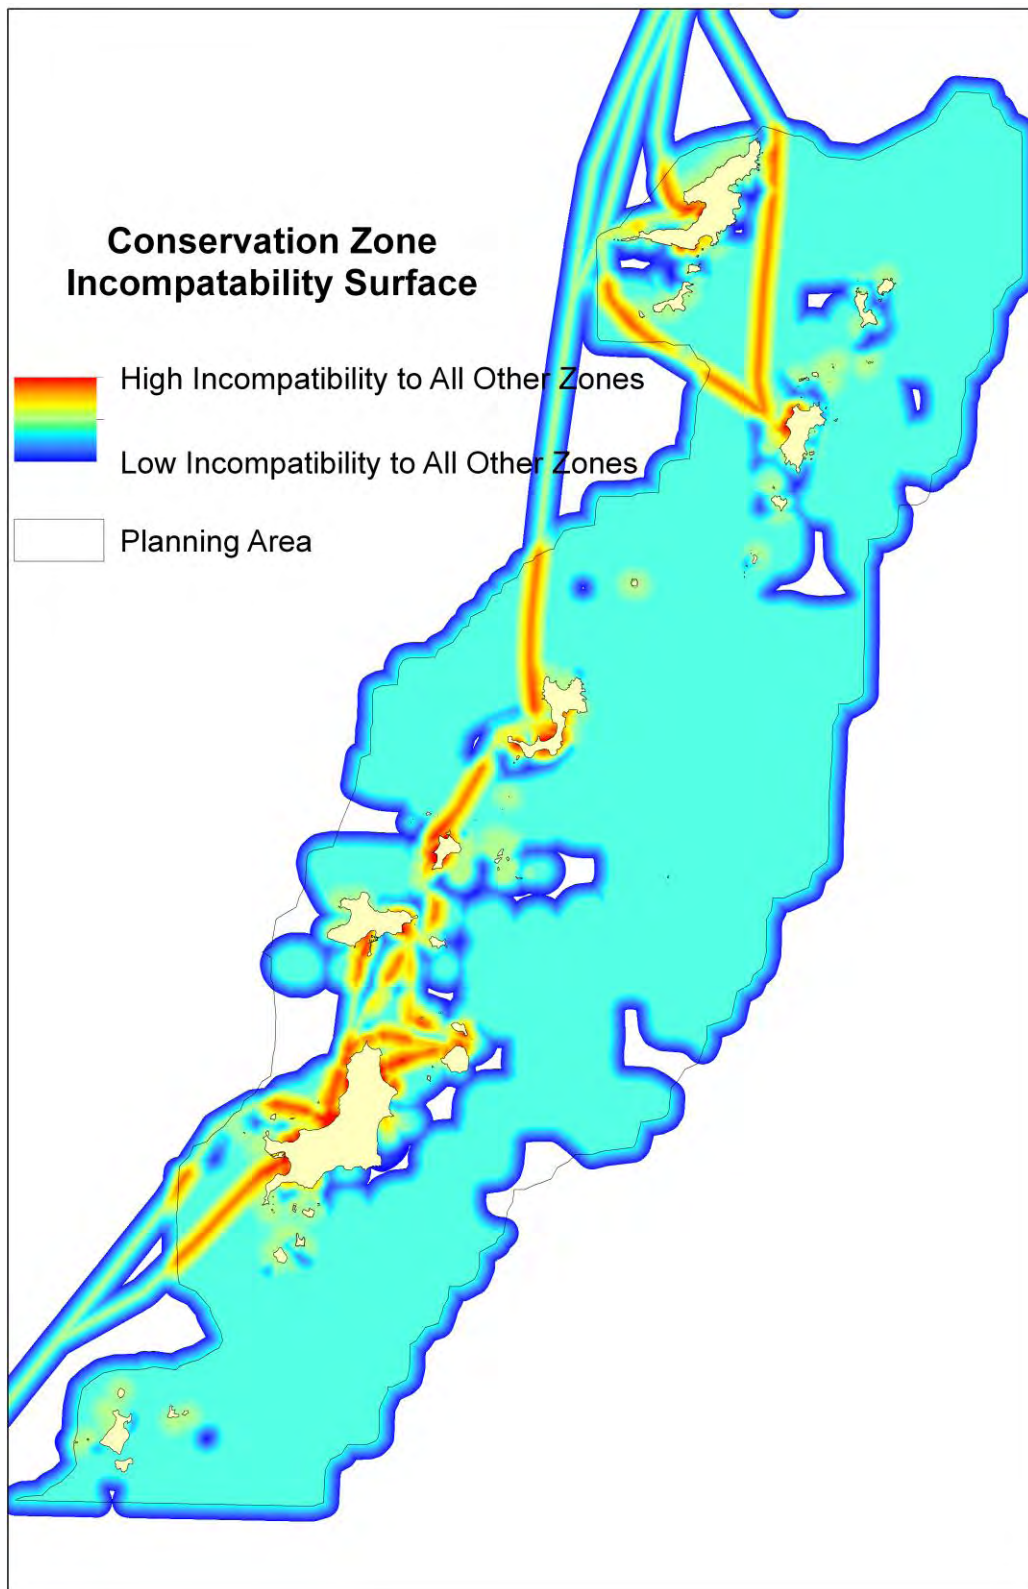 Conservation Zone
Incompatability Surface
High Incompatibility to All Other Zones
Low Incompatibility to All Other Zones
Planning Area